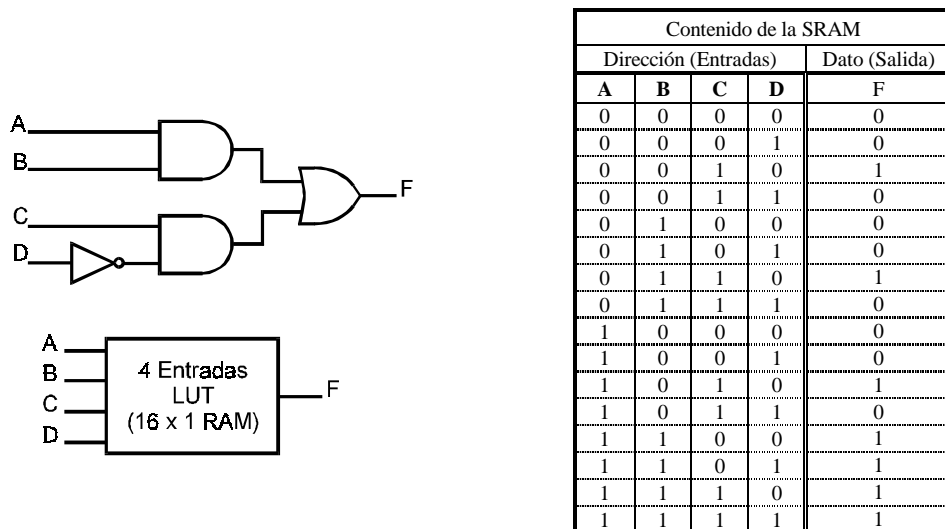 A
B
C
D
F
A
B
C
D
4 Entradas
LUT
(16 x 1 RAM)
F
Contenido de la SRAM
Dirección (Entradas) Dato (Salida)
A B C D F
0 0 0 0 0
0 0 0 1 0
0 0 1 0 1
0 0 1 1 0
0 1 0 0 0
0 1 0 1 0
0 1 1 0 1
0 1 1 1 0
1 0 0 0 0
1 0 0 1 0
1 0 1 0 1
1 0 1 1 0
1 1 0 0 1
1 1 0 1 1
1 1 1 0 1
1 1 1 1 1